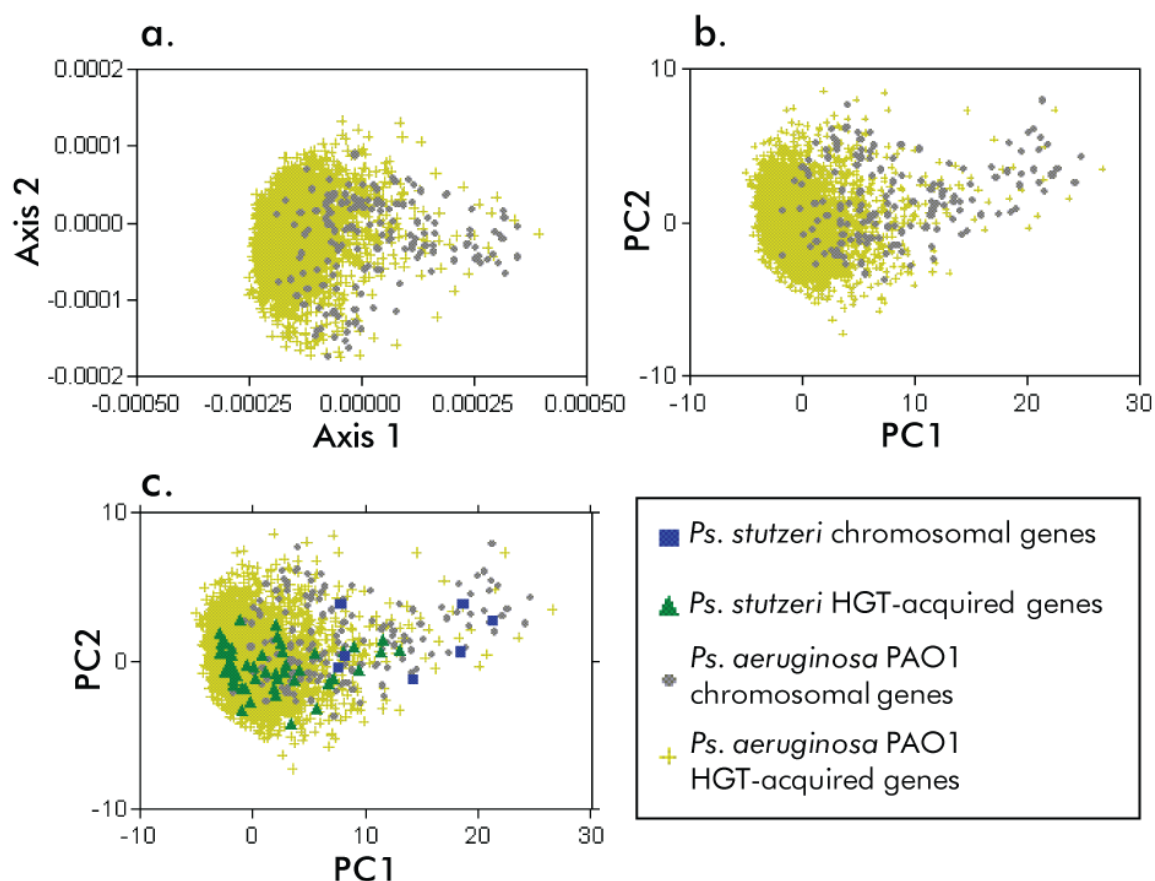 a.
0.0002
0.0001
0.0000
-0.0001
-0.0002
Axis 2
-0.00050
-0.00025
0.00000
0.00025
0.00050
Axis 1
b.
10
0
-10
PC2
-10
0
10
20
30
PC1
c.
10
0
-10
PC2
-10
0
10
20
30
PC1
Ps. stutzeri chromosomal genes
Ps. stutzeri HGT-acquired genes
Ps. aeruginosa PAO1
chromosomal genes
Ps. aeruginosa PAO1
HGT-acquired genes